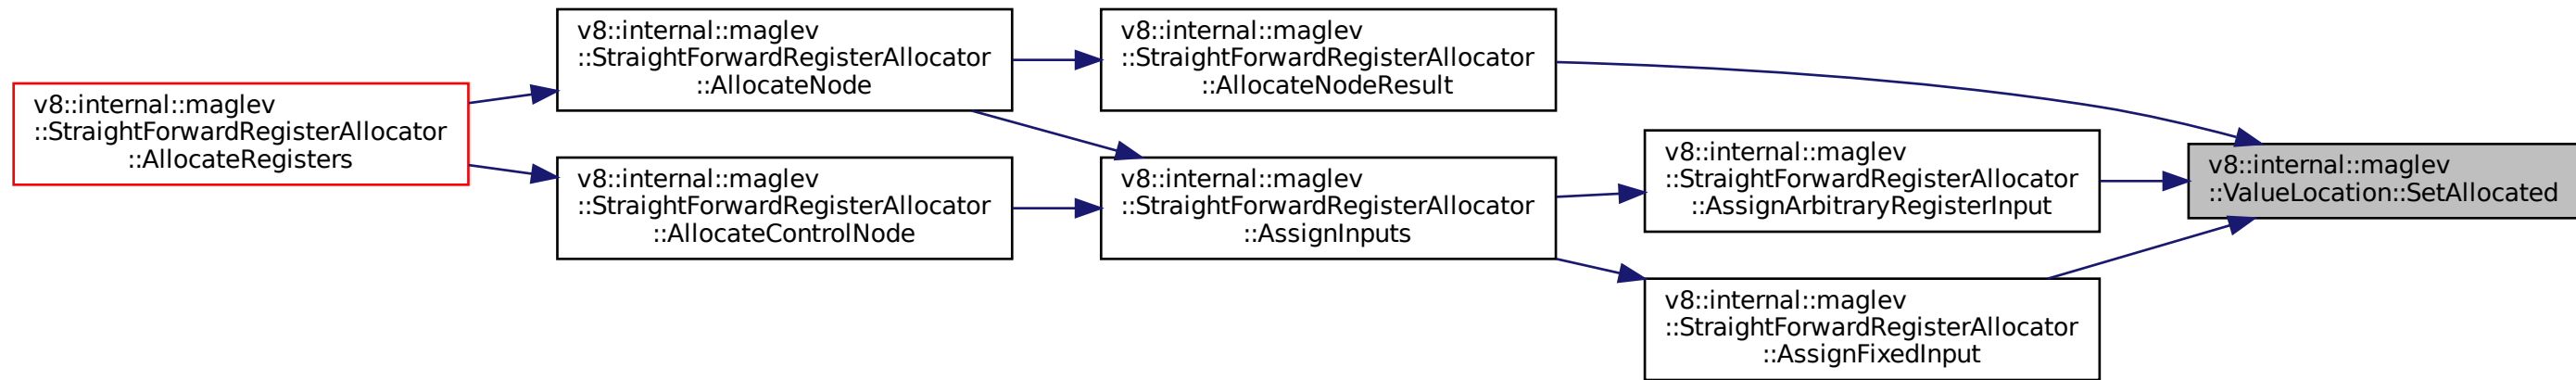 v8::internal::maglev
::StraightForwardRegisterAllocator
::AllocateRegisters
v8::internal::maglev
::StraightForwardRegisterAllocator
::AllocateNode
v8::internal::maglev
::StraightForwardRegisterAllocator
::AllocateControlNode
v8::internal::maglev
::StraightForwardRegisterAllocator
::AllocateNodeResult
v8::internal::maglev
::StraightForwardRegisterAllocator
::AssignInputs
v8::internal::maglev
::StraightForwardRegisterAllocator
::AssignArbitraryRegisterInput
v8::internal::maglev
::StraightForwardRegisterAllocator
::AssignFixedInput
v8::internal::maglev
::ValueLocation::SetAllocated